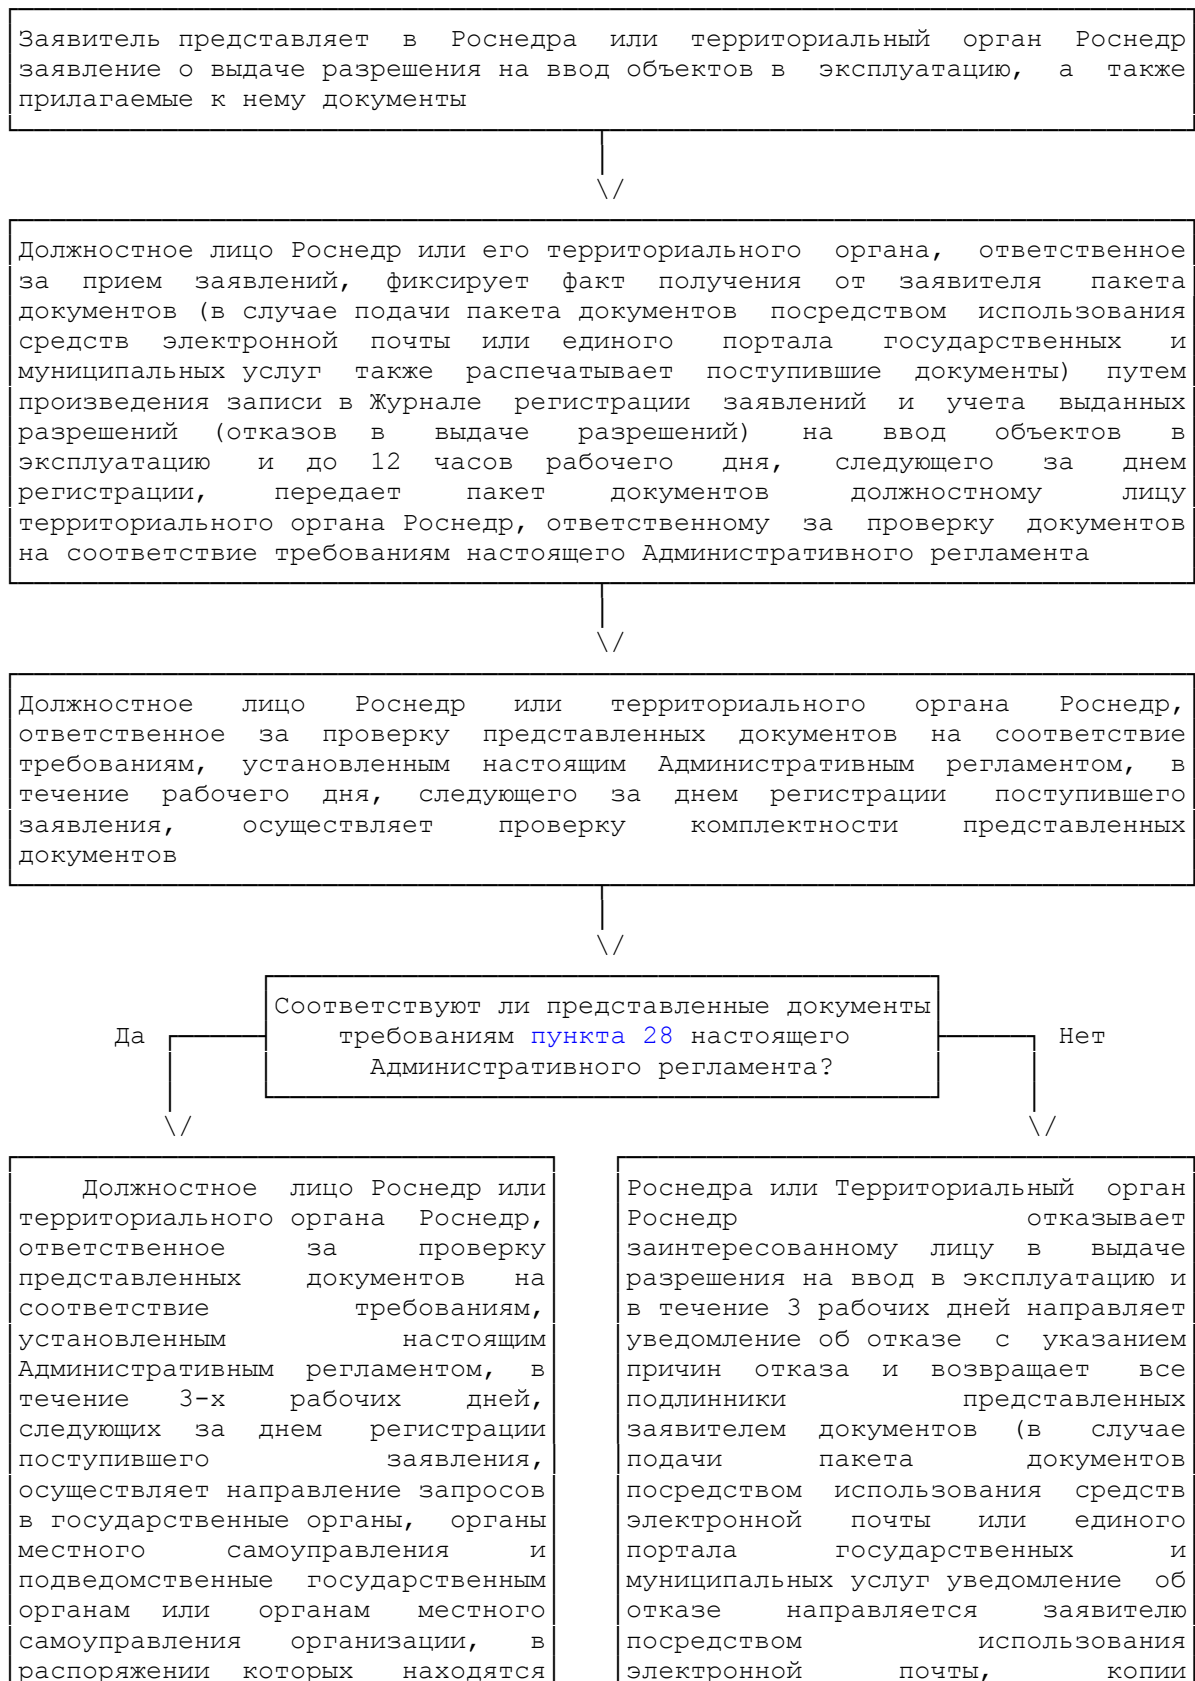 Заявитель представляет в Роснедра или территориальный орган Роснедр
заявление о выдаче разрешения на ввод объектов в эксплуатацию, а также
прилагаемые к нему документы
\/
Должностное лицо Роснедр или его территориального органа, ответственное
за прием заявлений, фиксирует факт получения от заявителя пакета
документов (в случае подачи пакета документов посредством использования
средств электронной почты или единого портала государственных и
муниципальных услуг также распечатывает поступившие документы) путем
произведения записи в Журнале регистрации заявлений и учета выданных
разрешений (отказов в выдаче разрешений) на ввод объектов в
эксплуатацию и до 12 часов рабочего дня, следующего за днем
регистрации, передает пакет документов должностному лицу
территориального органа Роснедр, ответственному за проверку документов
на соответствие требованиям настоящего Административного регламента
\/
Должностное лицо Роснедр или территориального органа Роснедр,
ответственное за проверку представленных документов на соответствие
требованиям, установленным настоящим Административным регламентом, в
течение рабочего дня, следующего за днем регистрации поступившего
заявления, осуществляет проверку комплектности представленных
документов
\/
Соответствуют ли представленные документы
Да требованиям пункта 28 настоящего Нет
Административного регламента?
\/ \/
Должностное лицо Роснедр или
территориального органа Роснедр,
ответственное за проверку
представленных документов на
соответствие требованиям,
установленным настоящим
Административным регламентом, в
течение 3-х рабочих дней,
следующих за днем регистрации
поступившего заявления,
осуществляет направление запросов
в государственные органы, органы
местного самоуправления и
подведомственные государственным
органам или органам местного
самоуправления организации, в
распоряжении которых находятся
Роснедра или Территориальный орган
Роснедр отказывает
заинтересованному лицу в выдаче
разрешения на ввод в эксплуатацию и
в течение 3 рабочих дней направляет
уведомление об отказе с указанием
причин отказа и возвращает все
подлинники представленных
заявителем документов (в случае
подачи пакета документов
посредством использования средств
электронной почты или единого
портала государственных и
муниципальных услуг уведомление об
отказе направляется заявителю
посредством использования
электронной почты, копии